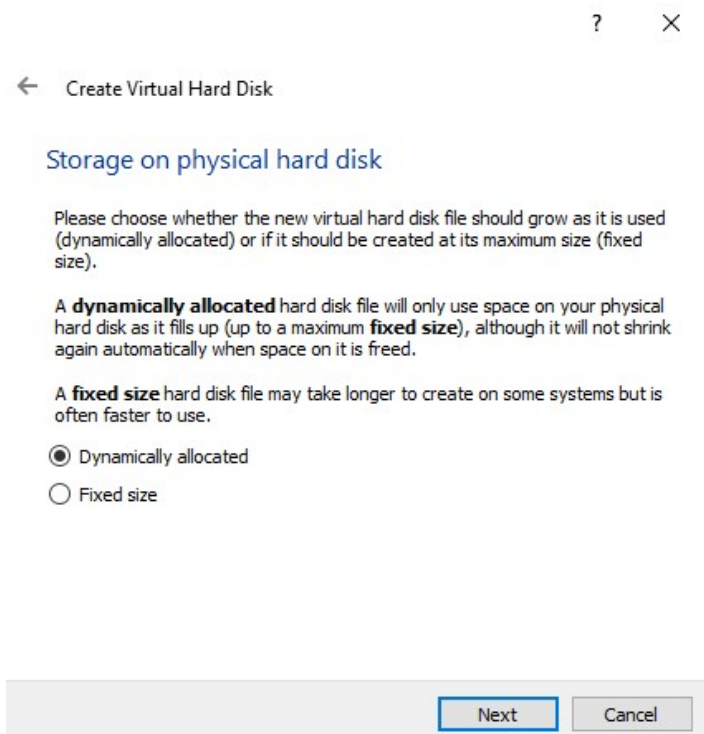 ?
Create Virtual Hard Disk
Storage on physical hard disk
Please choose whether the new virtual hard disk file should grow as it is used
(dynamically allocated) or if it should be created at its maximum size (fixed
size).
A dynamically allocated hard disk file will only use space on your physical
hard disk as it fills up (up to a maximum fixed size), although it will not shrink
again automatically when space on it is freed.
A fixed size hard disk file may take longer to create on some systems but is
often faster to use.
Dynamically allocated
Fixed size
Next Cancel